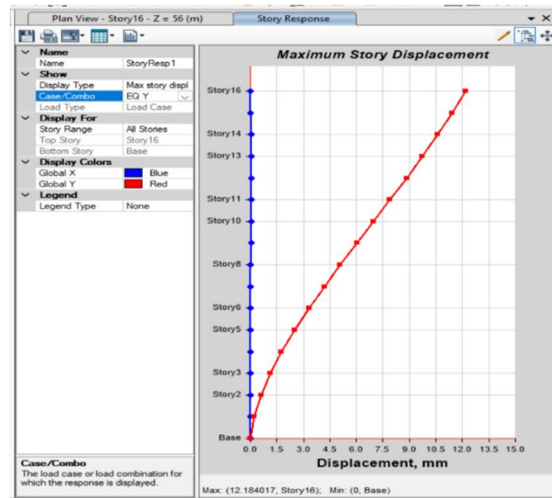 Plan View - Story16 - Z = 56 (m)
Story Response
Name
Name StoryResp1
Show
Display Type Max story displ
Case/Combo EQ Y
Load Type Load Case
Display For
Story Range All Stories
Top Story Story16
Bottom Story Base
Display Colors
Global X Blue
Global Y Red
Legend
Legend Type None
Case/Combo
The load case or load combination for
which the response is displayed.
Maximum Story Displacement
Story16
Story14
Story13
Story11
Story10
Story8
Story6
Story5
Story3
Story2
Base
0.0 1.5 3.0 4.5 6.0 7.5 9.0 10.5 12.0 13.5 15.0
Displacement, mm
Max: (12.184017, Story16); Min: (0, Base)